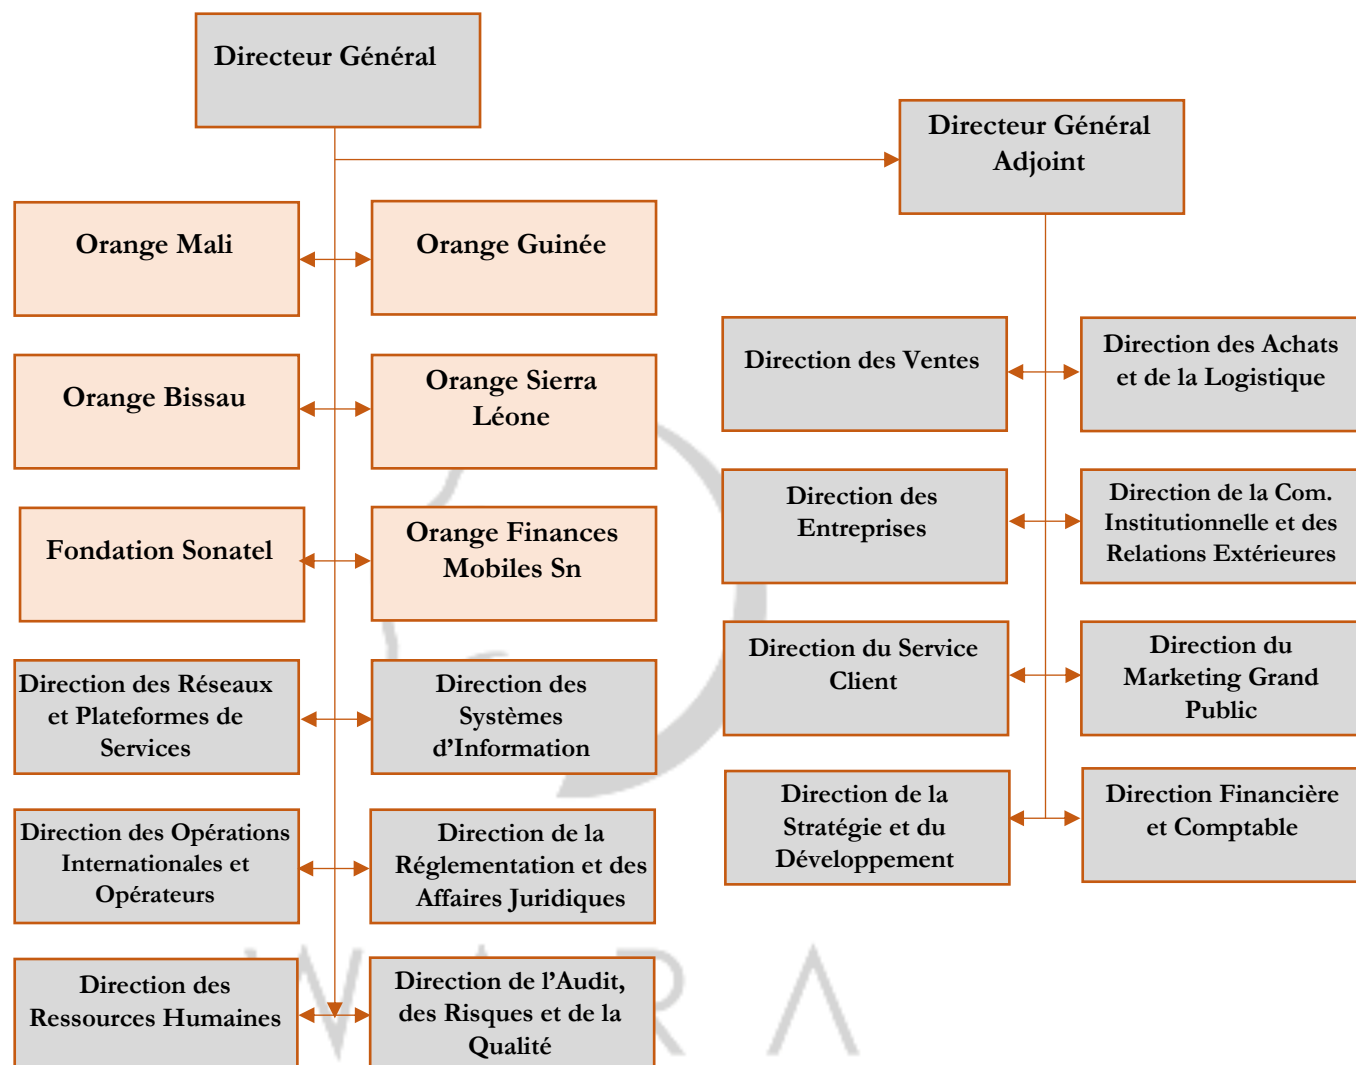 Directeur Général
Directeur Général
Adjoint
Orange Mali
Orange Guinée
Orange Bissau
Orange Sierra
Léone
Fondation Sonatel
Orange Finances
Mobiles Sn
Direction des Réseaux
et Plateformes de
Services
Direction des
Systèmes
d'Information
Direction des Opérations
Internationales et
Opérateurs
Direction de la
Réglementation et des
Affaires Juridiques
Direction des
Ressources Humaines
Direction de l'Audit,
des Risques et de la
Qualité
Direction des Ventes
Direction des Achats
et de la Logistique
Direction des
Entreprises
Direction de la Com.
Institutionnelle et des
Relations Extérieures
Direction du Service
Client
Direction du
Marketing Grand
Public
Direction de la
Stratégie et du
Développement
Direction Financière
et Comptable
WARA